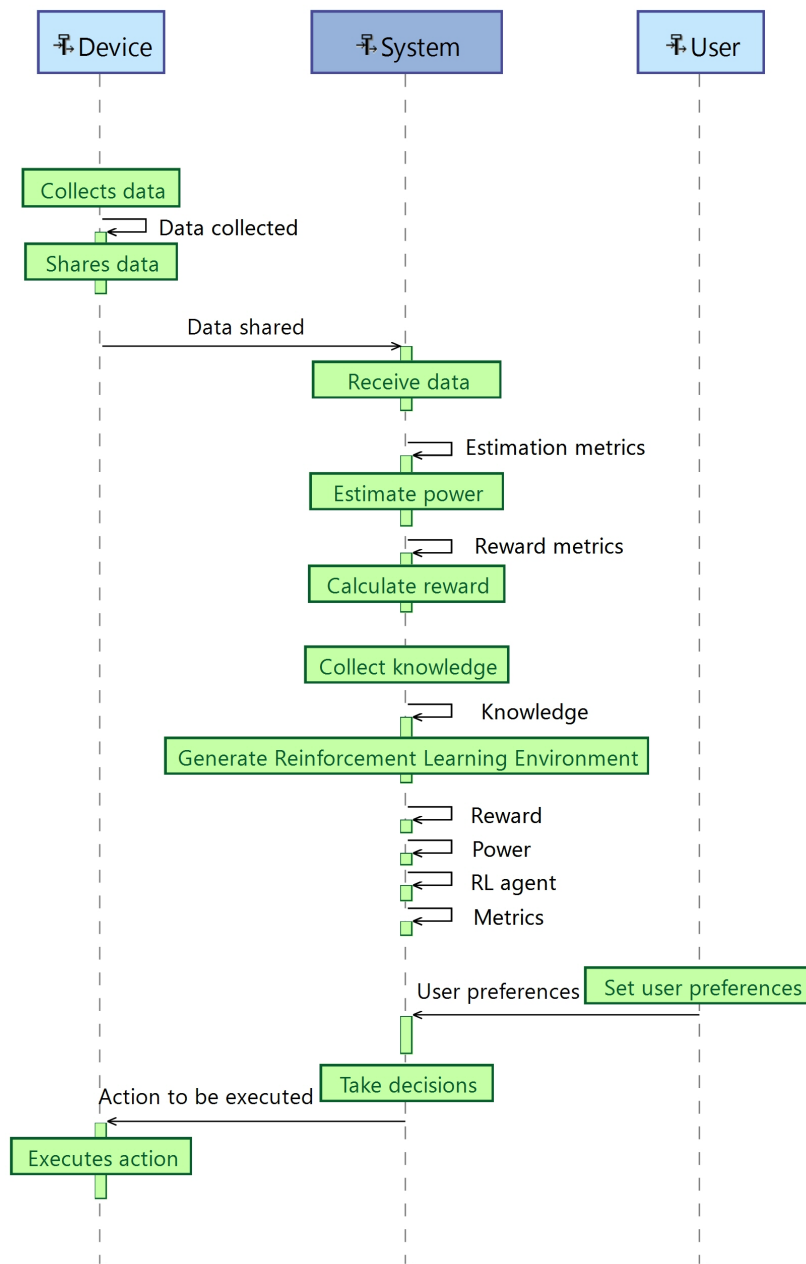 Device
System
User
Collects data
Data collected
Shares data
Data shared
Receive data
Estimation metrics
Estimate power
Reward metrics
Calculate reward
Collect knowledge
Knowledge
Generate Reinforcement Learning Environment
Reward
Power
RL agent
Metrics
Set user preferences
User preferences
Take decisions
Action to be executed
Executes action